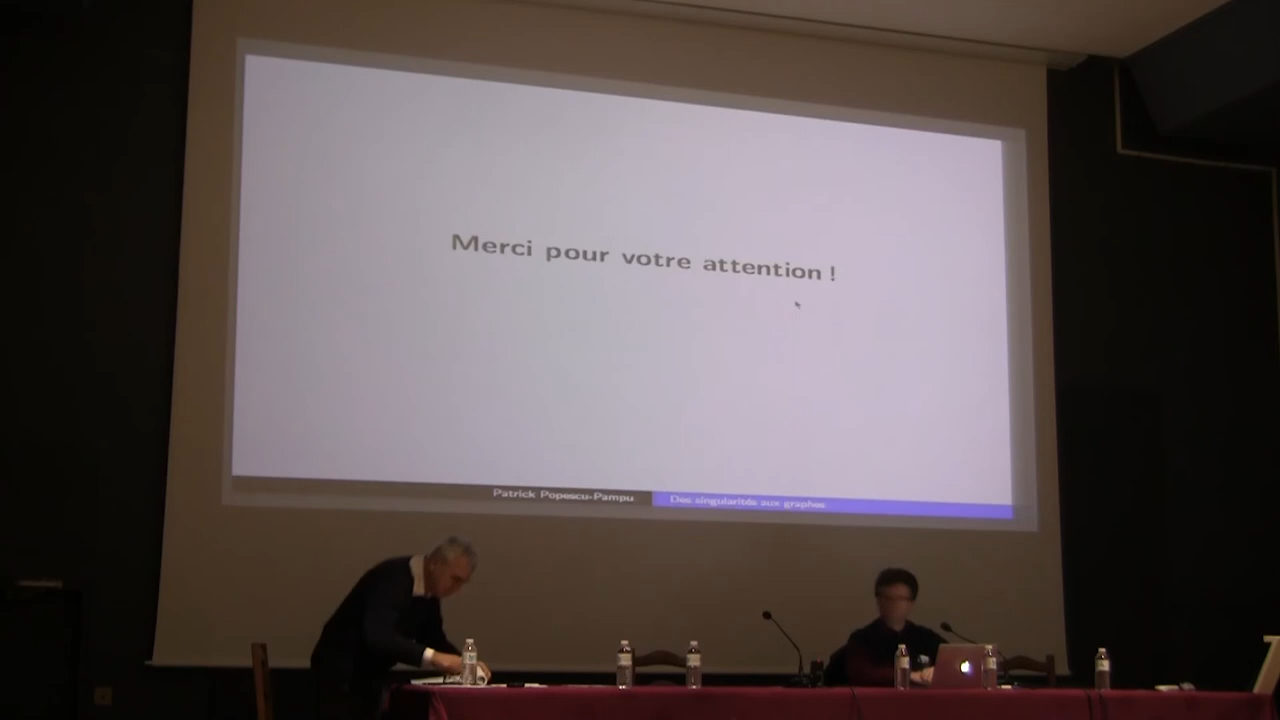 Merci pour votre attention !
Patrick Popescu-Pampu
Des singularités aux graphes